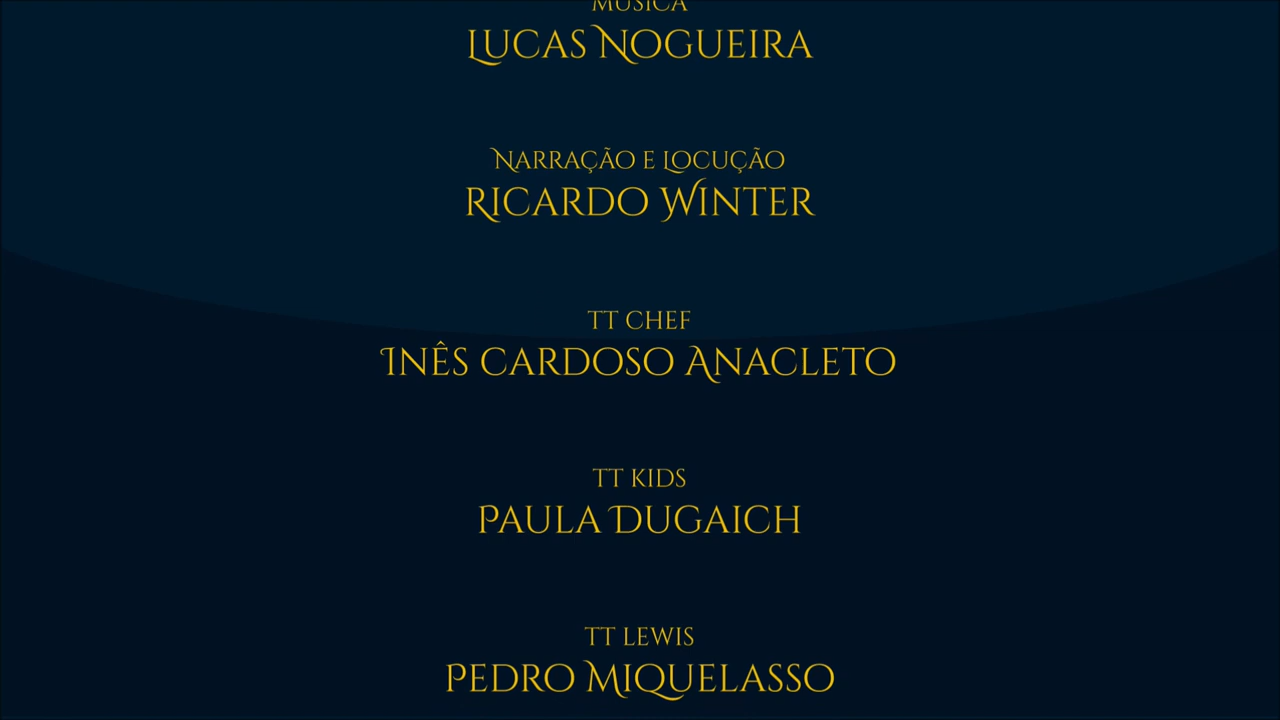 MÚSICA
LUCAS NOGUEIRA
NARRAÇÃO E LOCUÇÃO
RICARDO WINTER
TT CHEF
INÊS CARDOSO ANACLETO
TT KIDS
PAULA DUGAICH
TT LEWIS
PEDRO MIQUELASSO